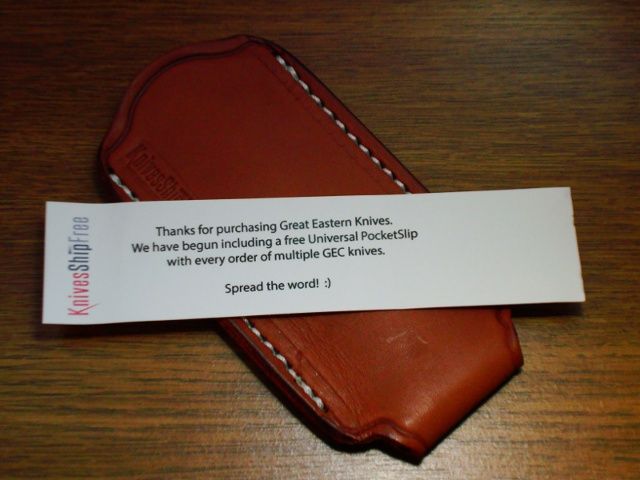 KnivesShip
KnivesShipFree
Thanks for purchasing Great Eastern Knives.
We have begun including a free Universal PocketSlip
with every order of multiple GEC knives.
Spread the word! :)